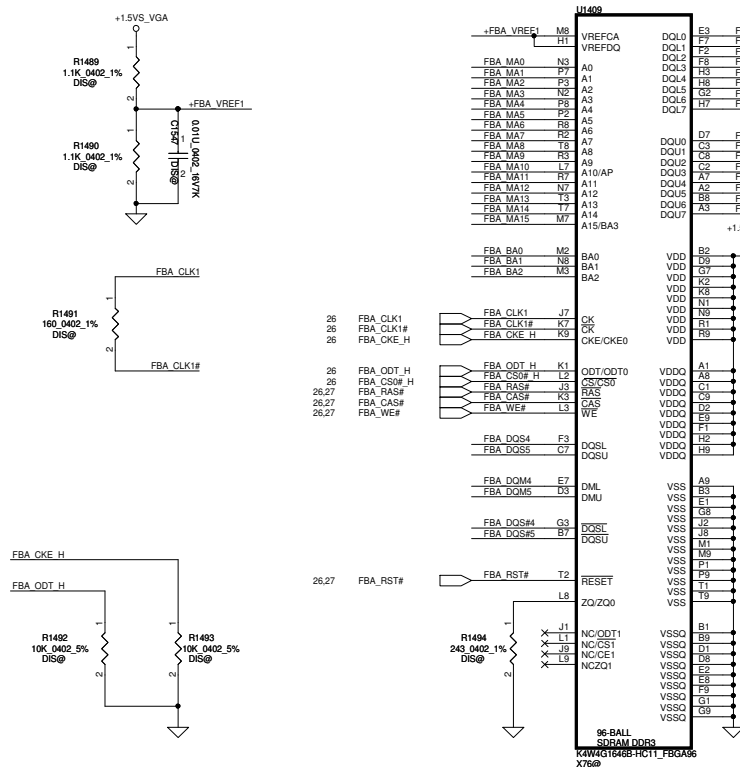 +1.5VS_VGA
R1489
1.1K_0402_1%
DIS@
1
2
+FBA_VREF1
R1490
1.1K_0402_1%
DIS@
1
2
C1547
0.01U_0402_16V7K
DIS@
1
2
FBA_CLK1
R1491
160_0402_1%
DIS@
1
2
FBA_CLK1#
FBA_CKE_H
FBA_ODT_H
R1492
10K_0402_5%
DIS@
1
2
R1493
10K_0402_5%
DIS@
1
2
26 FBA_CLK1
26 FBA_CLK1#
26 FBA_CKE_H
26 FBA_ODT_H
26 FBA_CS0#_H
26,27 FBA_RAS#
26,27 FBA_CAS#
26,27 FBA_WE#
26,27 FBA_RST#
R1494
243_0402_1%
DIS@
1
2
U1409
+FBA_VREF1 M8 VREFCA
H1 VREFDQ
FBA_MA0 N3 A0
FBA_MA1 P7 A1
FBA_MA2 P3 A2
FBA_MA3 N2 A3
FBA_MA4 P8 A4
FBA_MA5 P2 A5
FBA_MA6 R8 A6
FBA_MA7 R2 A7
FBA_MA8 T8 A8
FBA_MA9 R3 A9
FBA_MA10 L7 A10/AP
FBA_MA11 R7 A11
FBA_MA12 N7 A12
FBA_MA13 T3 A13
FBA_MA14 T7 A14
FBA_MA15 M7 A15/BA3
FBA_BA0 M2 BA0
FBA_BA1 N8 BA1
FBA_BA2 M3 BA2
FBA_CLK1 J7 CK
FBA_CLK1# K7 CK
FBA_CKE_H K9 CKE/CKE0
FBA_ODT_H K1 ODT/ODT0
FBA_CS0#_H L2 CS/CS0
FBA_RAS# J3 RAS
FBA_CAS# K3 CAS
FBA_WE# L3 WE
FBA_DQS4 F3 DQSL
FBA_DQS5 C7 DQSU
FBA_DQM4 E7 DML
FBA_DQM5 D3 DMU
FBA_DQS#4 G3 DQSL
FBA_DQS#5 B7 DQSU
FBA_RST# T2 RESET
L8 ZQ/ZQ0
J1 NC/ODT1
L1 NC/CS1
J9 NC/CE1
L9 NCZQ1
DQL0 E3 F
DQL1 F7 F
DQL2 F2 F
DQL3 F8 F
DQL4 H3 F
DQL5 H8 F
DQL6 G2 F
DQL7 H7 F
DQU0 D7 F
DQU1 C3 F
DQU2 C8 F
DQU3 C2 F
DQU4 A7 F
DQU5 A2 F
DQU6 B8 F
DQU7 A3 F
+1.
VDD B2
VDD D9
VDD G7
VDD K2
VDD K8
VDD N1
VDD N9
VDD R1
VDD R9
VDDQ A1
VDDQ A8
VDDQ C1
VDDQ C9
VDDQ D2
VDDQ E9
VDDQ F1
VDDQ H2
VDDQ H9
VSS A9
VSS B3
VSS E1
VSS G8
VSS J2
VSS J8
VSS M1
VSS M9
VSS P1
VSS P9
VSS T1
VSS T9
VSSQ B1
VSSQ B9
VSSQ D1
VSSQ D8
VSSQ E2
VSSQ E8
VSSQ F9
VSSQ G1
VSSQ G9
96-BALL
SDRAM DDR3
K4W4G1646B-HC11_FBGA96
X76@